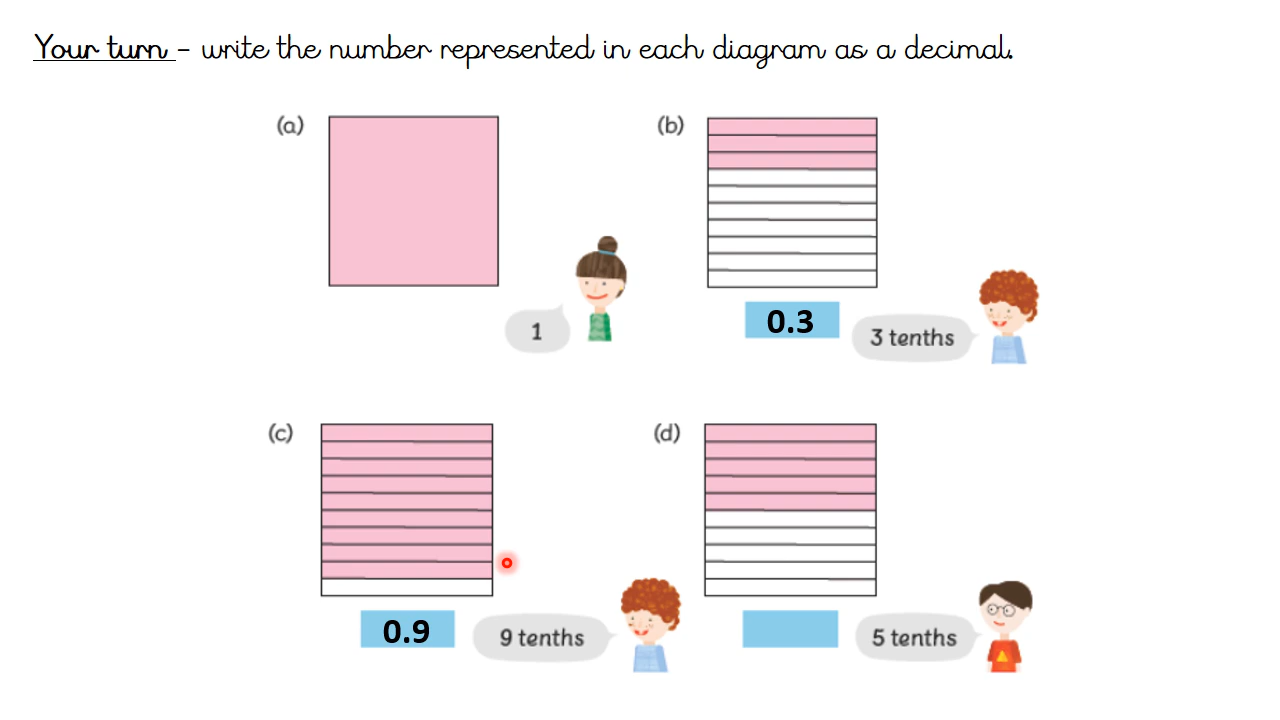 Your turn - write the number represented in each diagram as a decimal.
(a)
(b)
1
0.3
3 tenths
(c)
(d)
0.9
9 tenths
5 tenths